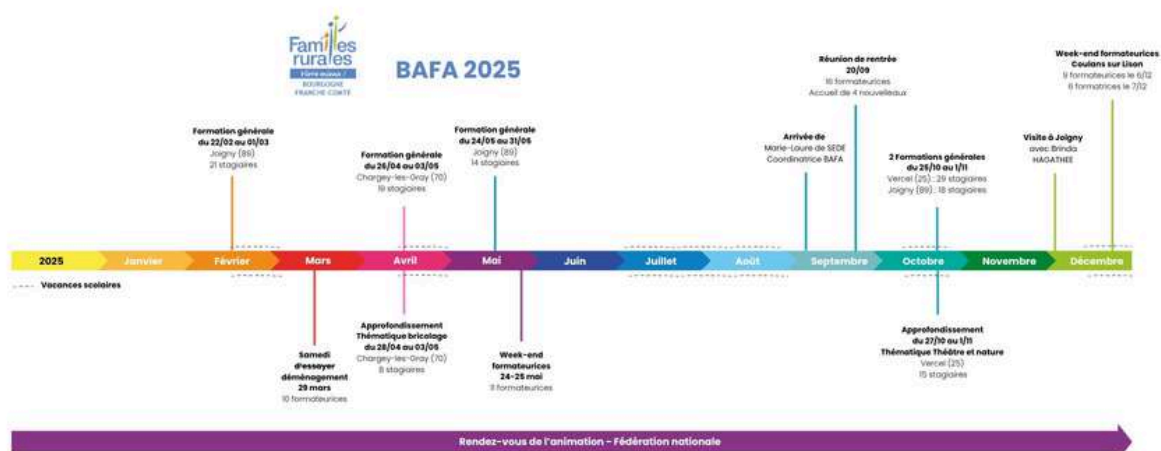 Familles
rurales
BOURGOGNE
FRANCHE COMTÉ
BAFA 2025
Formation générale
du 22/02 au 01/03
Joigny (89)
21 stagiaires
Formation générale
du 26/04 au 03/05
Chargey-les-Gray (70)
19 stagiaires
Formation générale
du 24/05 au 31/05
Joigny (89)
14 stagiaires
Arrivée de
Marie-Laure de SEDE
Coordinatrice BAFA
Réunion de rentrée
20/09
16 formateurices
Accueil de 4 nouvelleaux
2 Formations générales
du 25/10 au 1/11
Vercel (25) : 29 stagiaires
Joigny (89) : 18 stagiaires
Visite à Joigny
avec Brinda
HAGATHEE
Week-end formateurices
Coulans sur Lison
9 formateurices le 6/12
6 formatrices le 7/12
2025
Janvier
Février
Mars
Avril
Mai
Juin
Juillet
Août
Septembre
Octobre
Novembre
Décembre
Vacances scolaires
Samedi
d'essayer
déménagement
29 mars
10 formateurices
Approfondissement
Thématique bricolage
du 28/04 au 03/05
Chargey-les-Gray (70)
8 stagiaires
Week-end
formateurices
24-25 mai
formateurices
Approfondissement
du 27/10 au 1/11
Thématique Théâtre et nature
Vercel (25)
15 stagiaires
Rendez-vous de l'animation - Fédération nationale